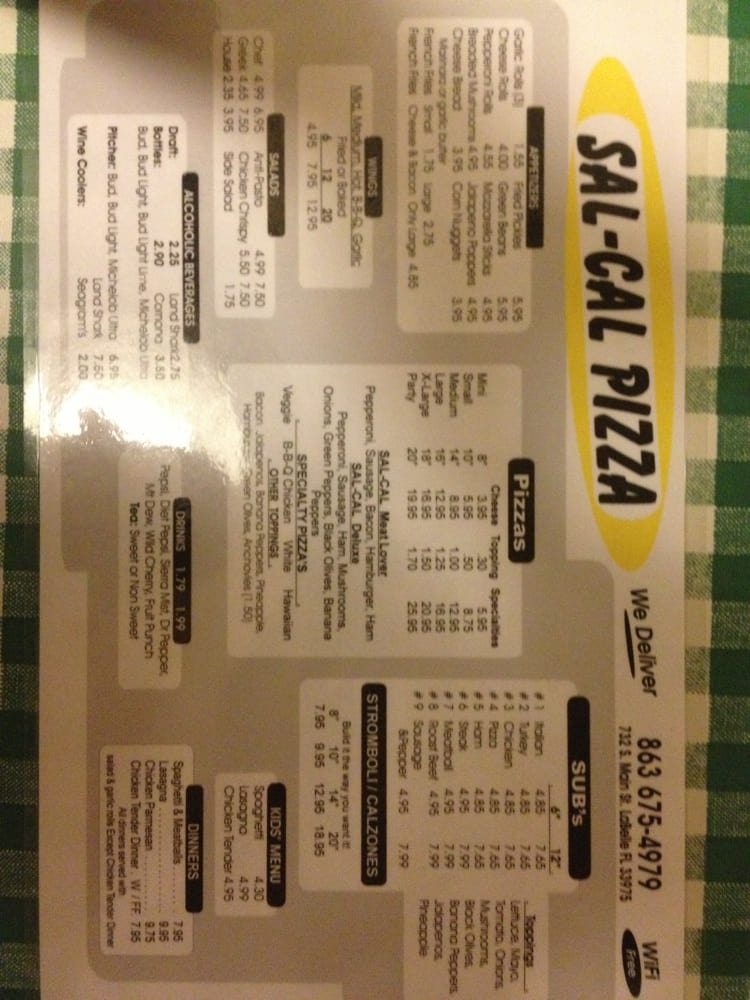 SAL-CAL PIZZA
We Deliver
863 675-4979
732 S. Main St. LaBelle FL 33975
WiFi
Free
APPETIZERS
Garlic Rolls (3) 1.55 Fried Pickles 5.95
Cheese Rolls 4.00 Green Beans 5.95
Pepperoni Rolls 4.55 Mozzarella Sticks 4.95
Breaded Mushrooms 4.95 Jalapeno Poppers 4.95
Cheese Bread 3.95 Corn Nuggets 3.95
Marinara or garlic butter
French Fries Small 1.75 Large 2.75
French Fries Cheese & Bacon Only Large 4.85
WINGS
Mild, Medium, Hot, B-B-Q, Garlic
Fried or Baked
6 12 20
4.95 7.95 12.95
SALADS
Chef 4.99 6.95 Anti-Pasta 4.99 7.50
Greek 4.65 7.50 Chicken Chrispy 5.50 7.50
House 2.35 3.95 Side Salad 1.75
ALCOHOLIC BEVERAGES
Draft: 2.25 Land Shark 2.75
Bottles: 2.90 Corrona 3.50
Bud, Bud Light, Bud Light Lime, Michelob Ultra
Pitcher: Bud, Bud Light, Michelob Ultra 6.95
Land Shark 7.50
Wine Coolers: Seagram's 2.00
Pizzas
Cheese Topping Specialties
Mini 8" 3.95 .30 5.95
Small 10" 5.95 .50 8.75
Medium 14" 8.95 1.00 12.95
Large 16" 12.95 1.25 16.95
X-Large 18" 16.95 1.50 20.95
Party 20" 19.95 1.70 25.95
SAL-CAL Meat Lover
Pepperoni, Sausage, Bacon, Hamburger, Ham
SAL-CAL Deluxe
Pepperoni, Sausage, Ham, Mushrooms,
Onions, Green Peppers, Black Olives, Banana
Peppers
SPECIALTY PIZZA'S
Veggie B-B-Q Chicken White Hawaiian
OTHER TOPPINGS
Bacon, Jalapenos, Banana Peppers, Pineapple,
Hamburger, Green Olives, Anchovies (1.50)
DRINKS 1.79 1.99
Pepsi, Diet Pepsi, Sierra Mist, Dr Pepper,
Mt Dew, Wild Cherry, Fruit Punch
Tea: Sweet or Non Sweet
SUB's
6" 12"
# 1 Italian 4.85 7.65
# 2 Turkey 4.85 7.65
# 3 Chicken 4.85 7.65
# 4 Pizza 4.85 7.65
# 5 Ham 4.85 7.65
# 6 Steak 4.95 7.99
# 7 Meatball 4.95 7.99
# 8 Roast Beef 4.95 7.99
# 9 Sausage
&Pepper 4.95 7.99
Toppings
Lettuce, Mayo,
Tomato, Onions,
Mushrooms,
Black Olives,
Banana Peppers,
Jalapenos,
Pineapple
STROMBOLI / CALZONES
Build it the way you want it!
8" 10" 14" 20"
7.95 9.95 12.95 18.95
KIDS' MENU
Spaghetti 4.30
Lasagna 4.99
Chicken Tender 4.95
DINNERS
Spaghetti & Meatballs 7.95
Lasagna 9.95
Chicken Parmesan 9.75
Chicken Tender Dinner . W / FF 7.95
All dinners served with
salad & garlic rolls Except Chicken Tender Dinner